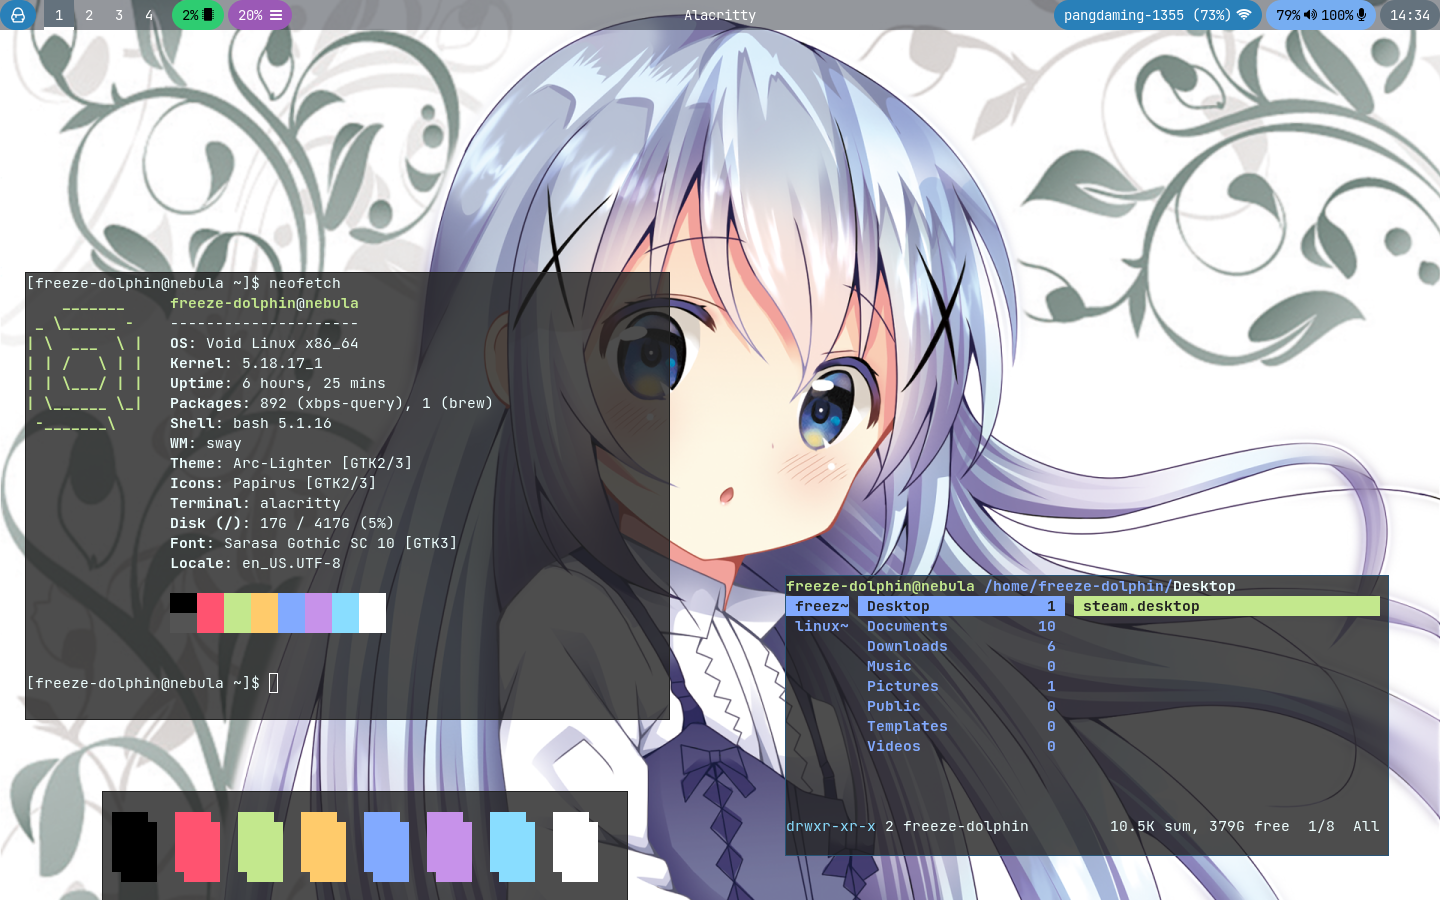 1 2 3 4 2% 20% Alacritty pangdaming-1355 (73%) 79% 100% 14:34
[freeze-dolphin@nebula ~]$ neofetch
freeze-dolphin@nebula
---------------------
OS: Void Linux x86_64
Kernel: 5.18.17_1
Uptime: 6 hours, 25 mins
Packages: 892 (xbps-query), 1 (brew)
Shell: bash 5.1.16
WM: sway
Theme: Arc-Lighter [GTK2/3]
Icons: Papirus [GTK2/3]
Terminal: alacritty
Disk (/): 17G / 417G (5%)
Font: Sarasa Gothic SC 10 [GTK3]
Locale: en_US.UTF-8
[freeze-dolphin@nebula ~]$
freeze-dolphin@nebula /home/freeze-dolphin/Desktop
freez~ Desktop 1 steam.desktop
linux~ Documents 10
Downloads 6
Music 0
Pictures 1
Public 0
Templates 0
Videos 0
drwxr-xr-x 2 freeze-dolphin 10.5K sum, 379G free 1/8 All